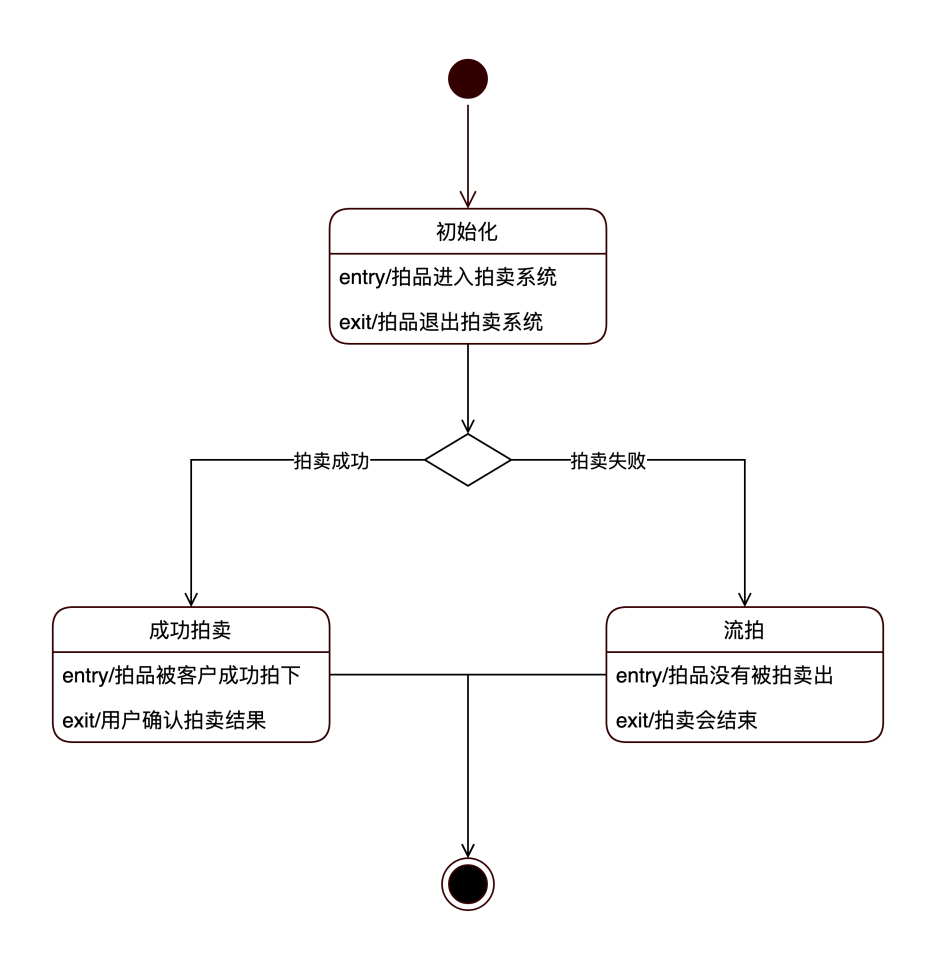 初始化
entry/拍品进入拍卖系统
exit/拍品退出拍卖系统
拍卖成功
拍卖失败
成功拍卖
entry/拍品被客户成功拍下
exit/用户确认拍卖结果
流拍
entry/拍品没有被拍卖出
exit/拍卖会结束